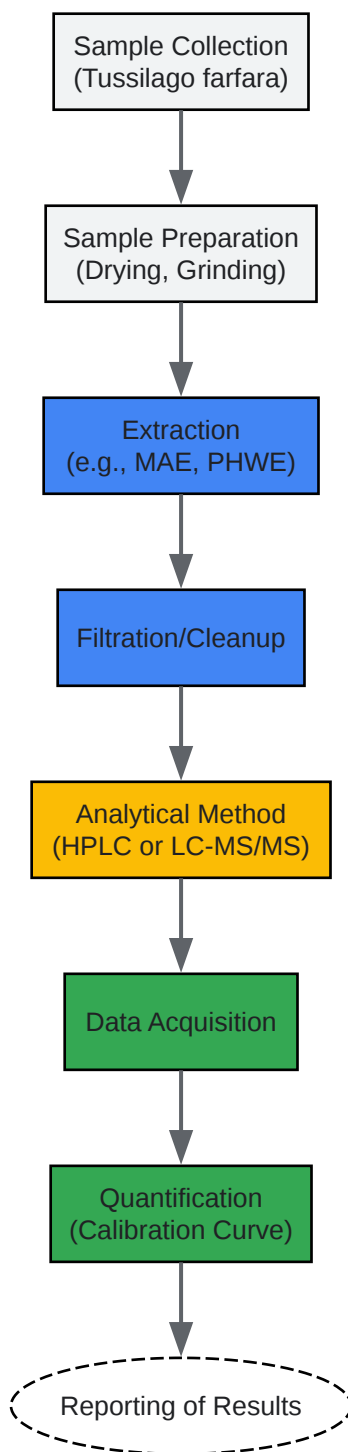 Sample Collection
(Tussilago farfara)
Sample Preparation
(Drying, Grinding)
Extraction
(e.g., MAE, PHWE)
Filtration/Cleanup
Analytical Method
(HPLC or LC-MS/MS)
Data Acquisition
Quantification
(Calibration Curve)
Reporting of Results